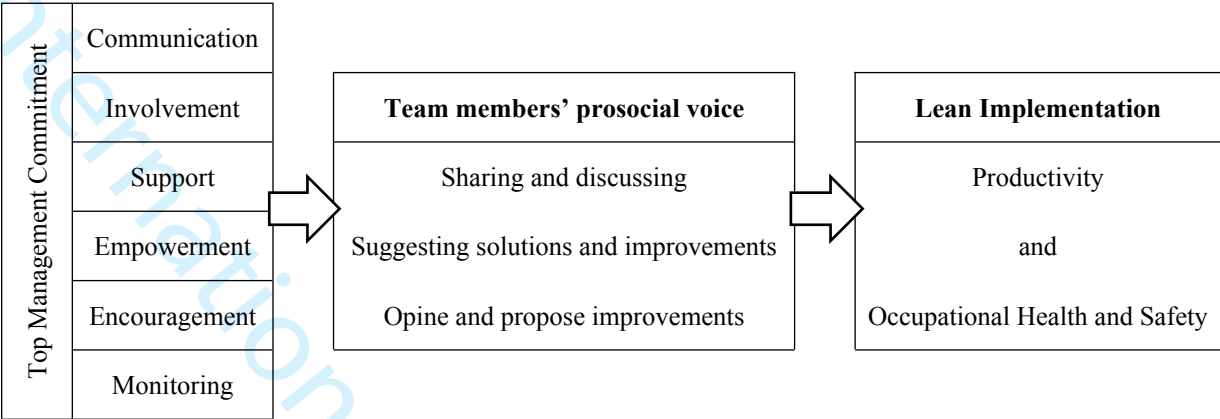 Top Management Commitment
Communication
Involvement
Support
Empowerment
Encouragement
Monitoring
Team members’ prosocial voice
Sharing and discussing
Suggesting solutions and improvements
Opine and propose improvements
Lean Implementation
Productivity
and
Occupational Health and Safety